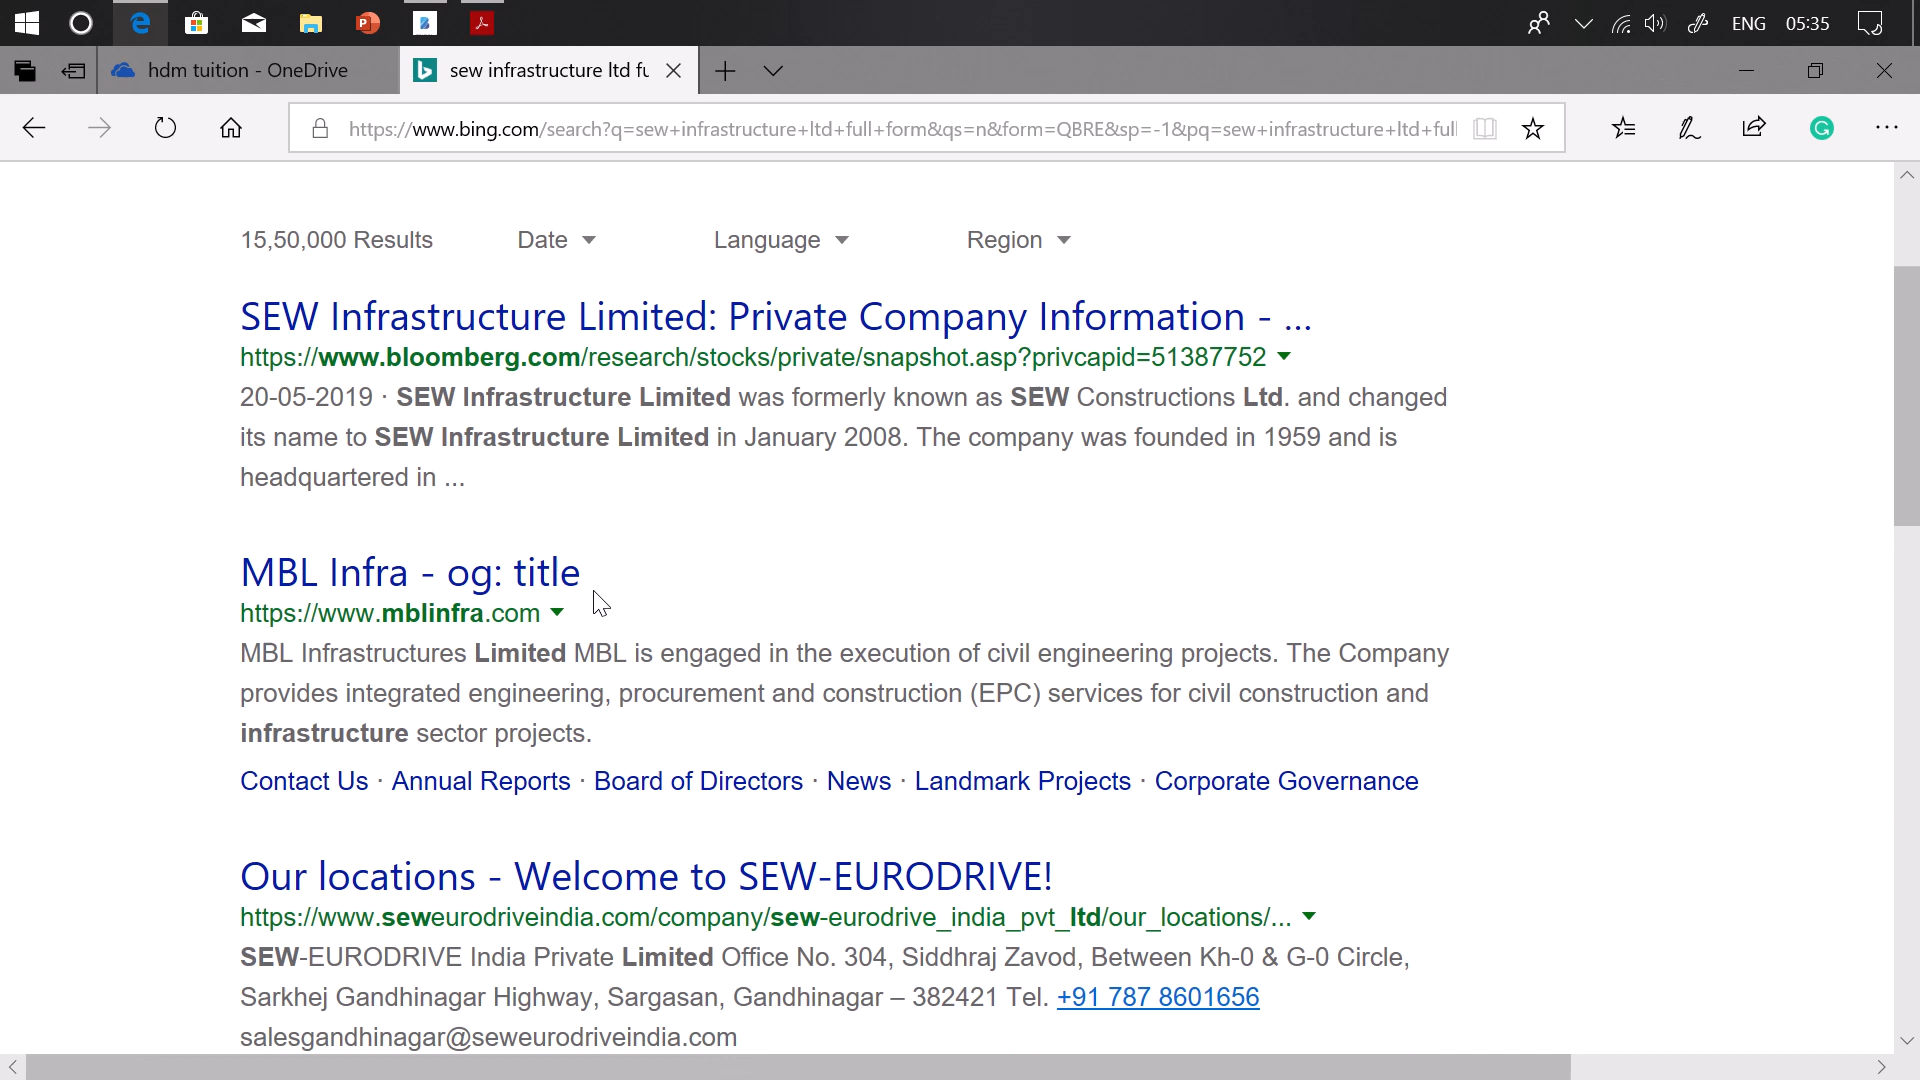 ENG 05:35
hdm tuition - OneDrive
sew infrastructure ltd fu
https://www.bing.com/search?q=sew+infrastructure+ltd+full+form&qs=n&form=QBRE&sp=-1&pq=sew+infrastructure+ltd+full
15,50,000 Results Date Language Region
SEW Infrastructure Limited: Private Company Information - ...
https://www.bloomberg.com/research/stocks/private/snapshot.asp?privcapid=51387752
20-05-2019 · SEW Infrastructure Limited was formerly known as SEW Constructions Ltd. and changed
its name to SEW Infrastructure Limited in January 2008. The company was founded in 1959 and is
headquartered in ...
MBL Infra - og: title
https://www.mblinfra.com
MBL Infrastructures Limited MBL is engaged in the execution of civil engineering projects. The Company
provides integrated engineering, procurement and construction (EPC) services for civil construction and
infrastructure sector projects.
Contact Us · Annual Reports · Board of Directors · News · Landmark Projects · Corporate Governance
Our locations - Welcome to SEW-EURODRIVE!
https://www.seweurodriveindia.com/company/sew-eurodrive_india_pvt_ltd/our_locations/...
SEW-EURODRIVE India Private Limited Office No. 304, Siddhraj Zavod, Between Kh-0 & G-0 Circle,
Sarkhej Gandhinagar Highway, Sargasan, Gandhinagar – 382421 Tel. +91 787 8601656
salesgandhinagar@seweurodriveindia.com